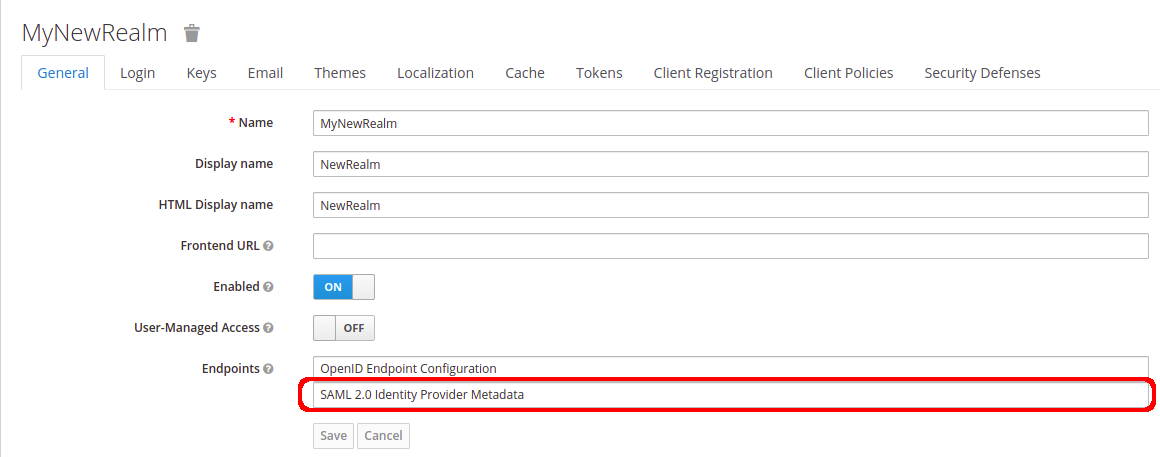 MyNewRealm
General Login Keys Email Themes Localization Cache Tokens Client Registration Client Policies Security Defenses
* Name MyNewRealm
Display name NewRealm
HTML Display name NewRealm
Frontend URL ?
Enabled ? ON
User-Managed Access ? OFF
Endpoints ? OpenID Endpoint Configuration
SAML 2.0 Identity Provider Metadata
Save Cancel